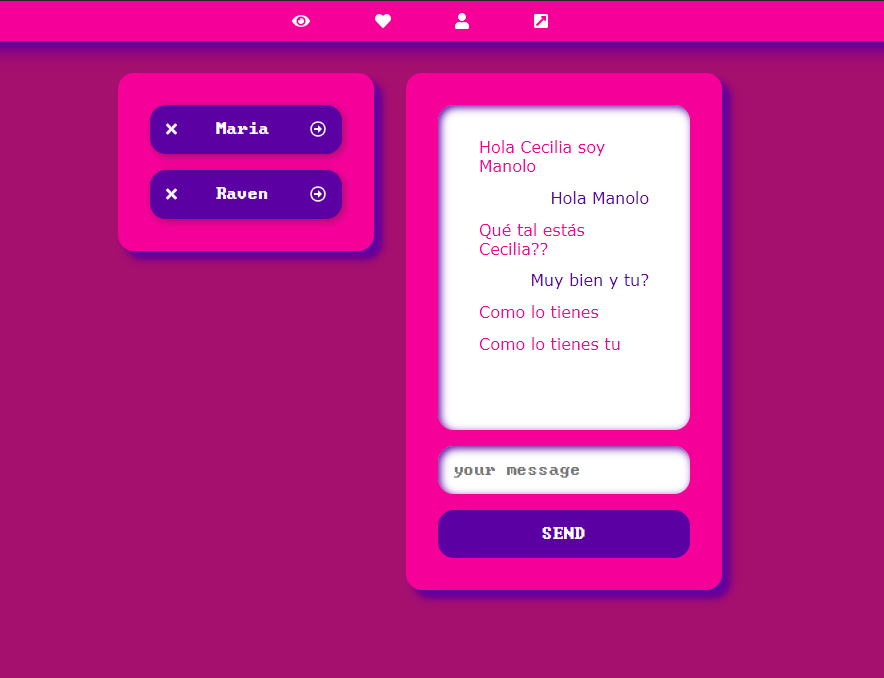 Maria
Raven
Hola Cecilia soy
Manolo
Hola Manolo
Qué tal estás
Cecilia??
Muy bien y tu?
Como lo tienes
Como lo tienes tu
your message
SEND